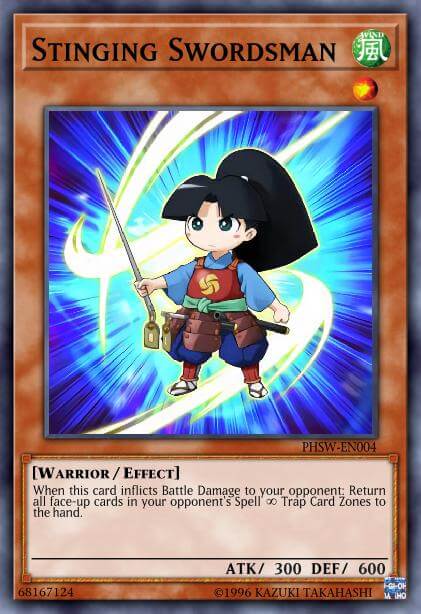 STINGING SWORDSMAN
WIND
風
PHSW-EN004
[WARRIOR / EFFECT]
When this card inflicts Battle Damage to your opponent: Return
all face-up cards in your opponent's Spell ∞ Trap Card Zones to
the hand.
ATK/ 300 DEF/ 600
68167124
©1996 KAZUKI TAKAHASHI